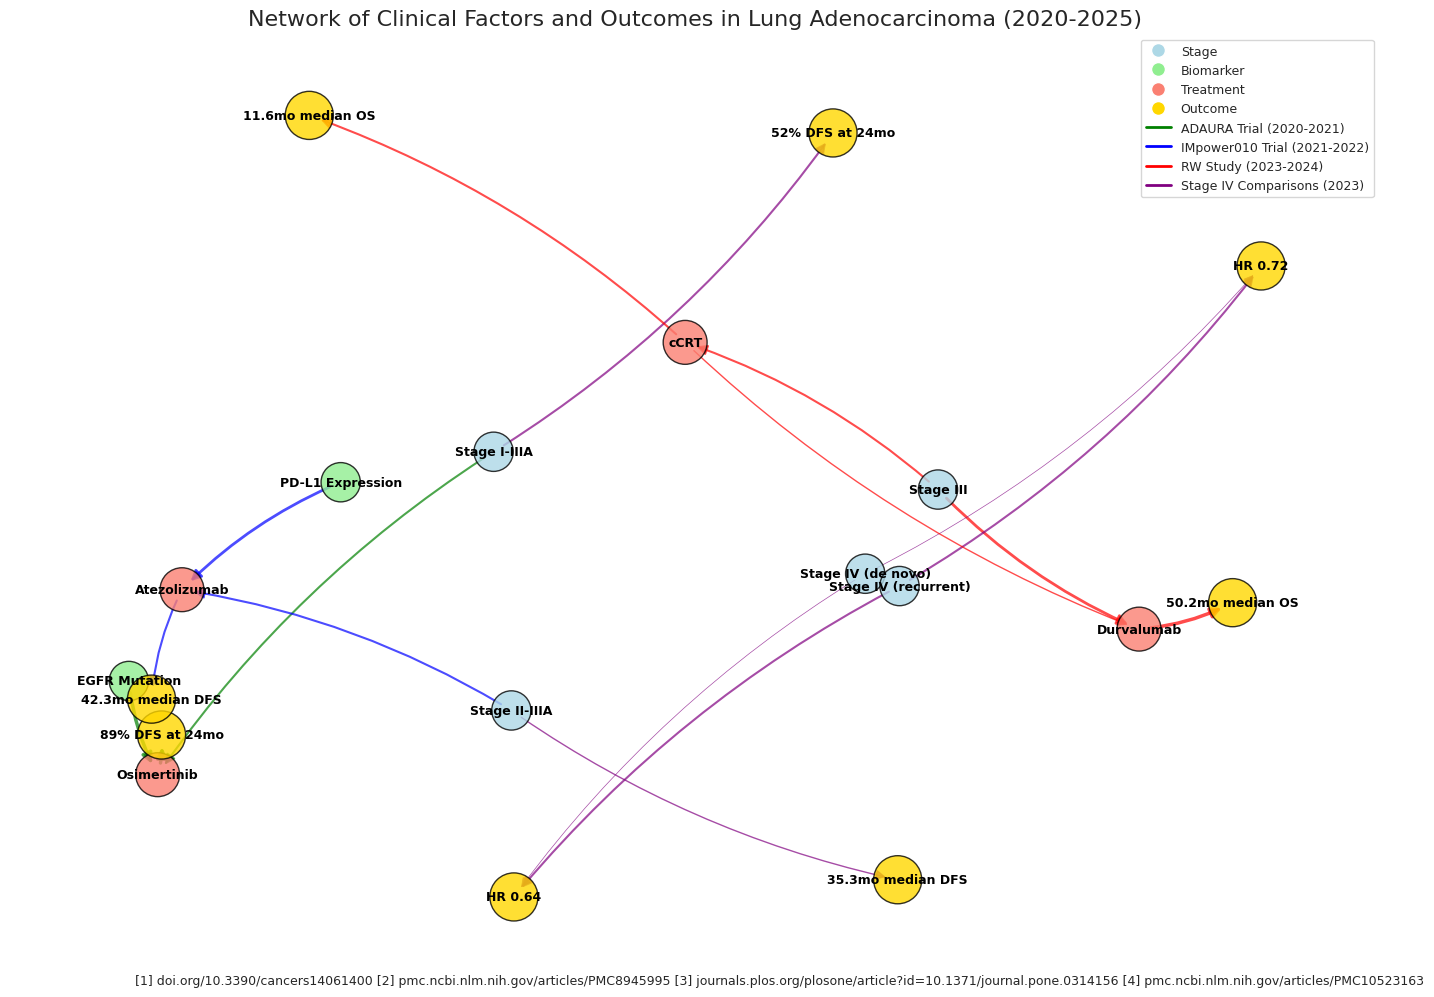 Network of Clinical Factors and Outcomes in Lung Adenocarcinoma (2020-2025)
Stage
Biomarker
Treatment
Outcome
ADAURA Trial (2020-2021)
IMpower010 Trial (2021-2022)
RW Study (2023-2024)
Stage IV Comparisons (2023)
11.6mo median OS
52% DFS at 24mo
HR 0.72
cCRT
Stage I-IIIA
PD-L1 Expression
Stage III
Stage IV (de novo)
Stage IV (recurrent)
Atezolizumab
50.2mo median OS
Durvalumab
EGFR Mutation
42.3mo median DFS
Stage II-IIIA
89% DFS at 24mo
Osimertinib
35.3mo median DFS
HR 0.64
[1] doi.org/10.3390/cancers14061400 [2] pmc.ncbi.nlm.nih.gov/articles/PMC8945995 [3] journals.plos.org/plosone/article?id=10.1371/journal.pone.0314156 [4] pmc.ncbi.nlm.nih.gov/articles/PMC10523163